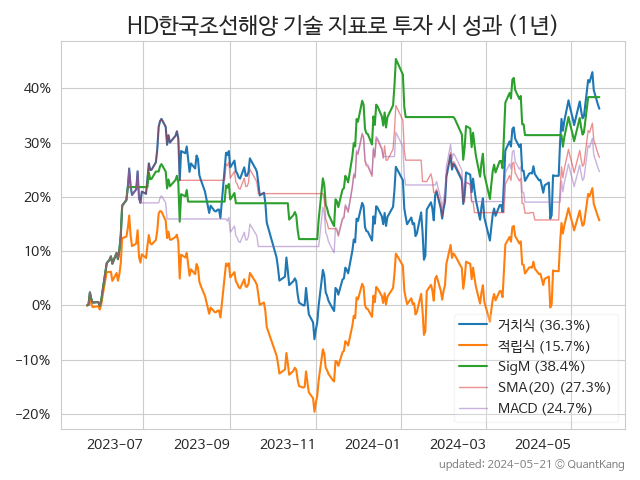 HD한국조선해양 기술 지표로 투자 시 성과 (1년)
40%
30%
20%
10%
0%
−10%
−20%
거치식 (36.3%)
적립식 (15.7%)
SigM (38.4%)
SMA(20) (27.3%)
MACD (24.7%)
2023-07
2023-09
2023-11
2024-01
2024-03
2024-05
updated: 2024-05-21 © QuantKang